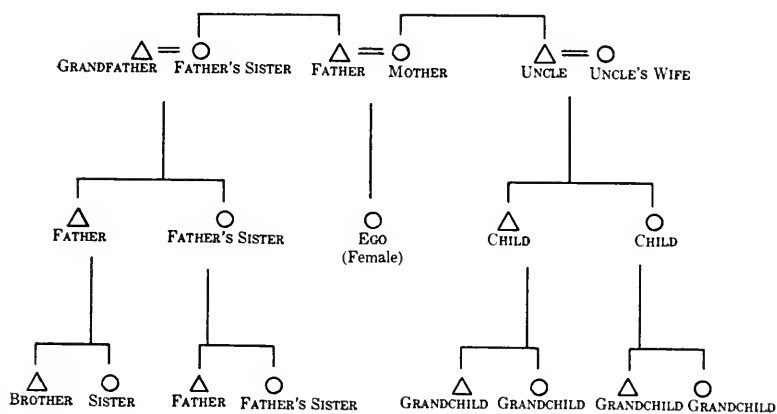 GRANDFATHER FATHER'S SISTER FATHER MOTHER UNCLE UNCLE'S WIFE
FATHER FATHER'S SISTER EGO CHILD CHILD
(Female)
BROTHER SISTER FATHER FATHER'S SISTER GRANDCHILD GRANDCHILD GRANDCHILD GRANDCHILD